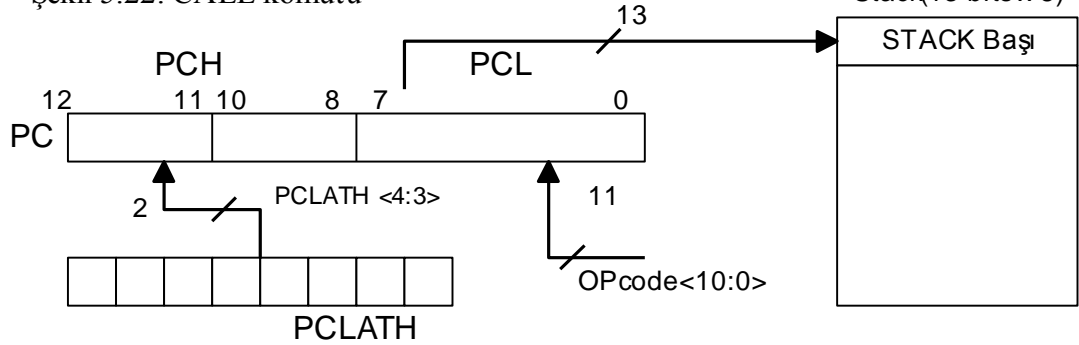 13
STACK Başı
PCH PCL
12 11 10 8 7 0
PC
2 PCLATH <4:3> 11
OPcode<10:0>
PCLATH